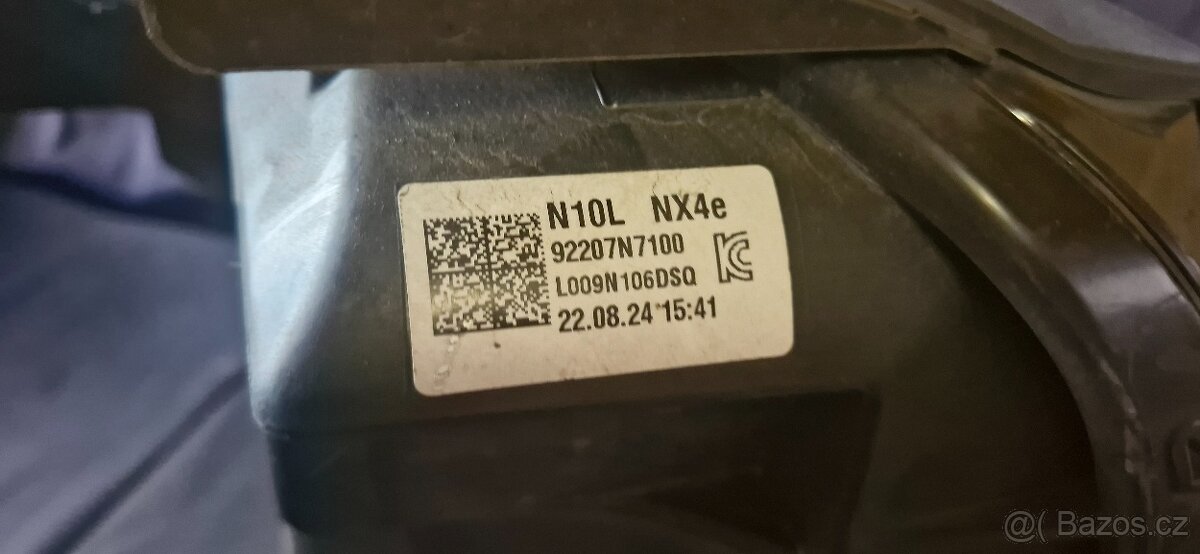 N10L NX4e
92207N7100
L009N106DSQ
22.08.24 15:41
@( Bazos.cz